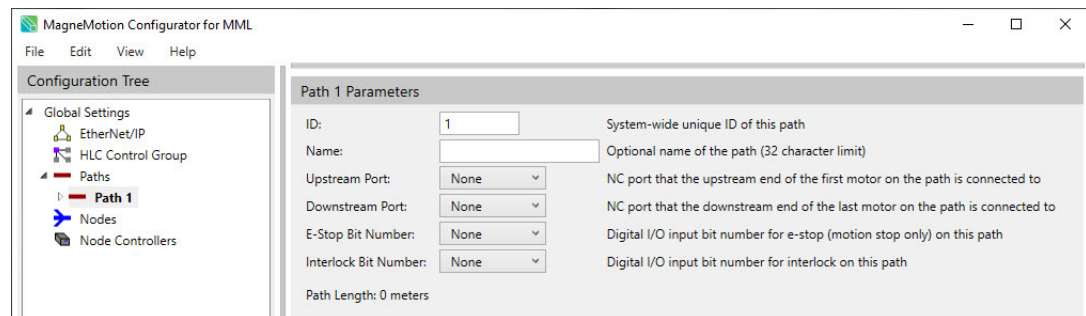 MagneMotion Configurator for MML
File Edit View Help
Configuration Tree
Global Settings
EtherNet/IP
HLC Control Group
Paths
Path 1
Nodes
Node Controllers
Path 1 Parameters
ID: 1 System-wide unique ID of this path
Name: Optional name of the path (32 character limit)
Upstream Port: None NC port that the upstream end of the first motor on the path is connected to
Downstream Port: None NC port that the downstream end of the last motor on the path is connected to
E-Stop Bit Number: None Digital I/O input bit number for e-stop (motion stop only) on this path
Interlock Bit Number: None Digital I/O input bit number for interlock on this path
Path Length: 0 meters